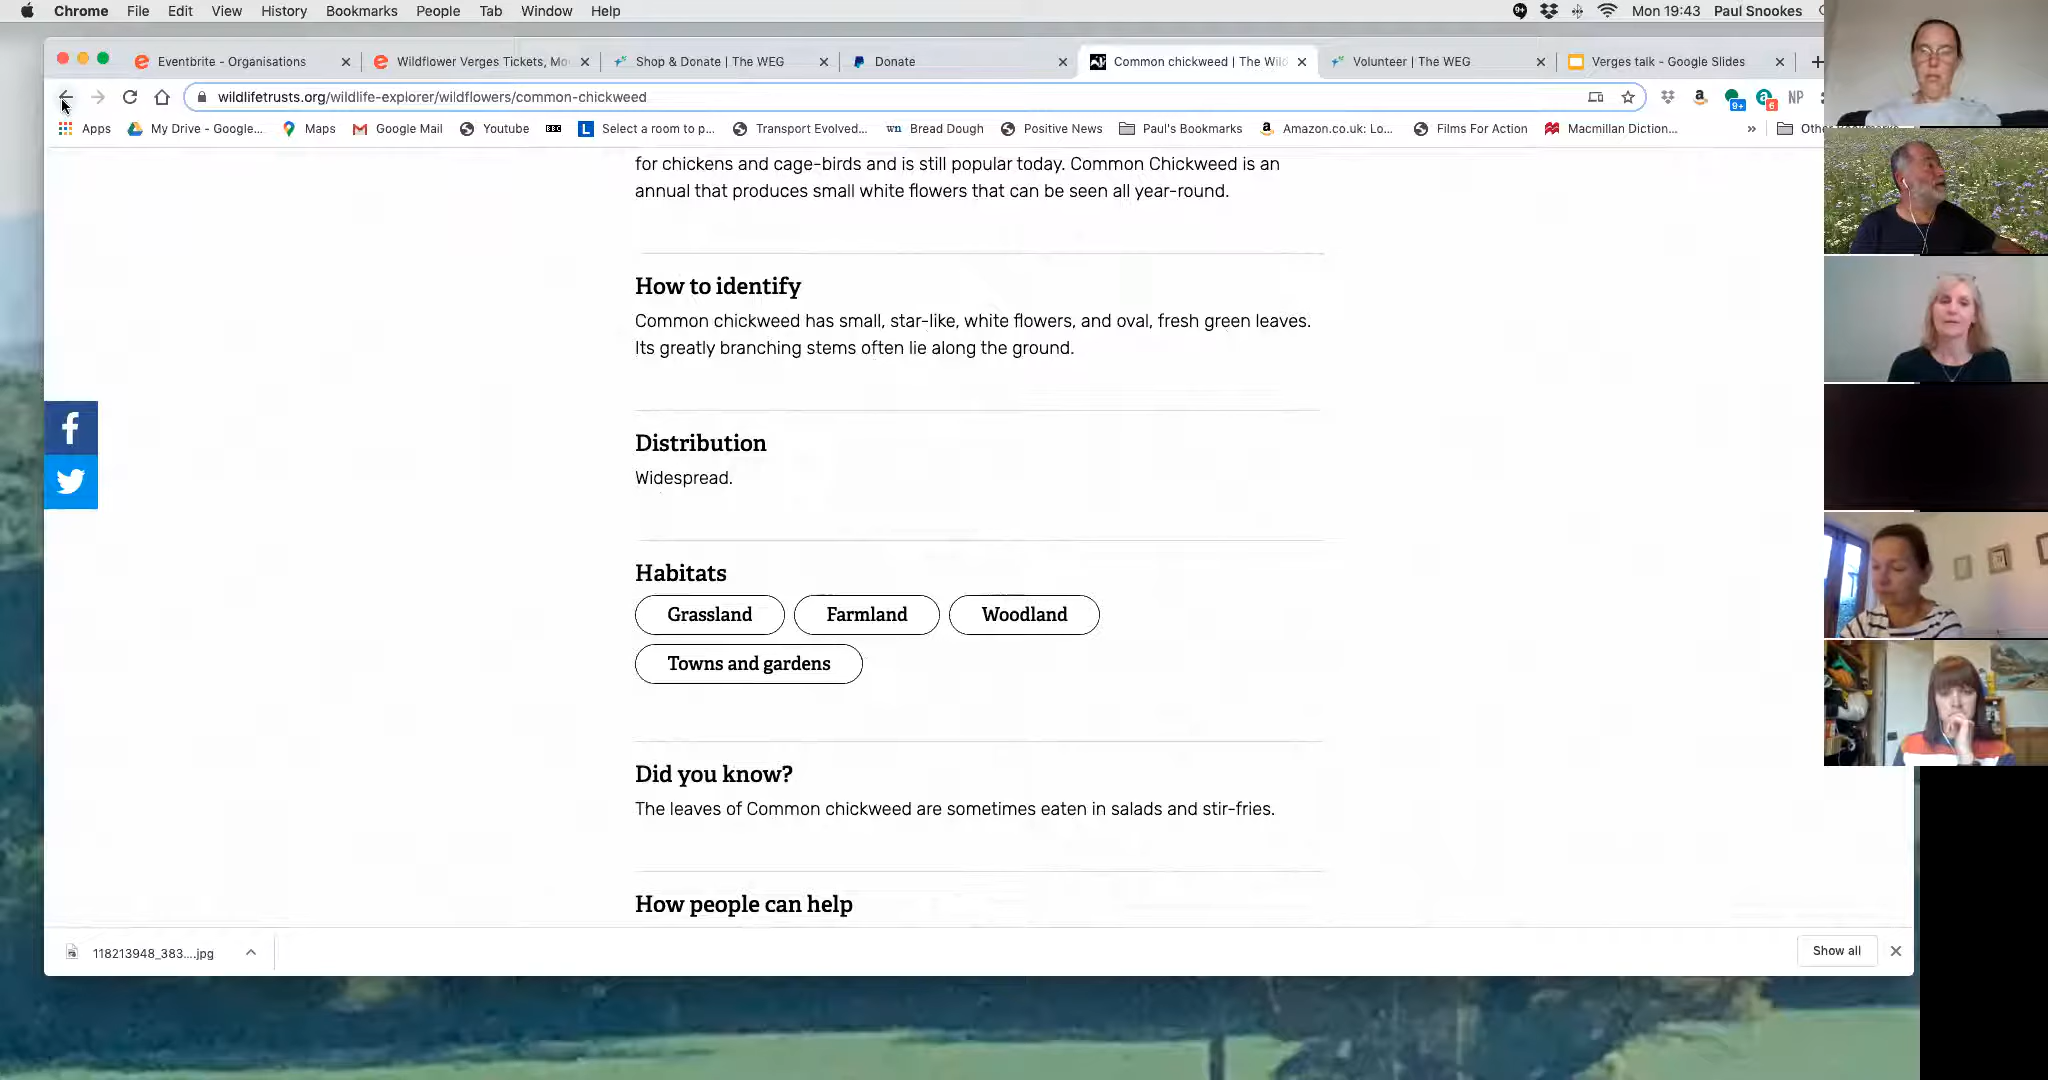 Chrome File Edit View History Bookmarks People Tab Window Help 9+ Mon 19:43 Paul Snookes
Eventbrite - Organisations
Wildflower Verges Tickets, Mo
Shop & Donate | The WEG
Donate
Common chickweed | The Wild
Volunteer | The WEG
Verges talk - Google Slides
wildlifetrusts.org/wildlife-explorer/wildflowers/common-chickweed
9+ 6 NP
Apps My Drive - Google... Maps Google Mail Youtube BBC L Select a room to p... Transport Evolved... wn Bread Dough Positive News Paul's Bookmarks Amazon.co.uk: Lo... Films For Action Macmillan Diction... »
for chickens and cage-birds and is still popular today. Common Chickweed is an
annual that produces small white flowers that can be seen all year-round.
How to identify
Common chickweed has small, star-like, white flowers, and oval, fresh green leaves.
Its greatly branching stems often lie along the ground.
Distribution
Widespread.
Habitats
Grassland Farmland Woodland
Towns and gardens
Did you know?
The leaves of Common chickweed are sometimes eaten in salads and stir-fries.
How people can help
118213948_383....jpg
Show all